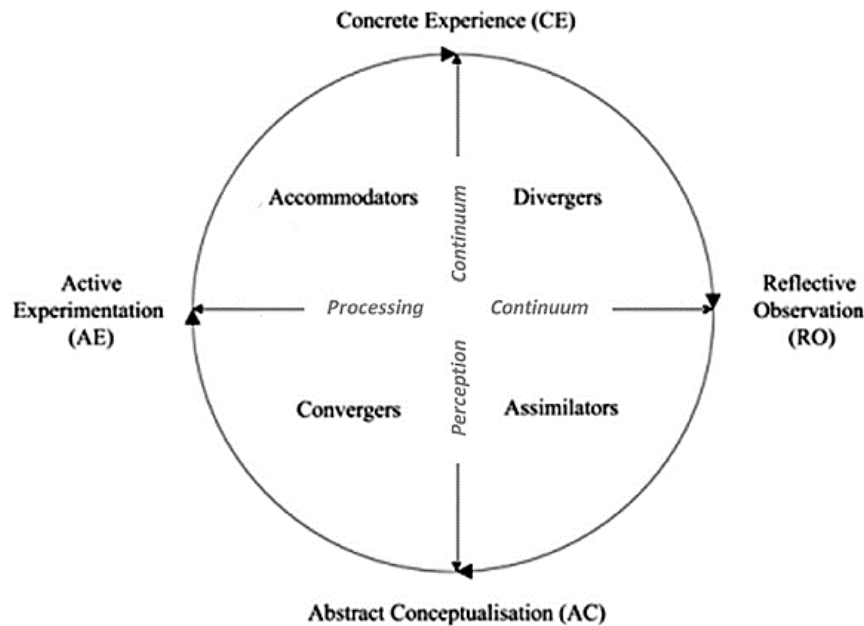 Concrete Experience (CE)
Accommodators
Divergers
Continuum
Active
Experimentation
(AE)
Processing
Continuum
Reflective
Observation
(RO)
Perception
Convergers
Assimilators
Abstract Conceptualisation (AC)